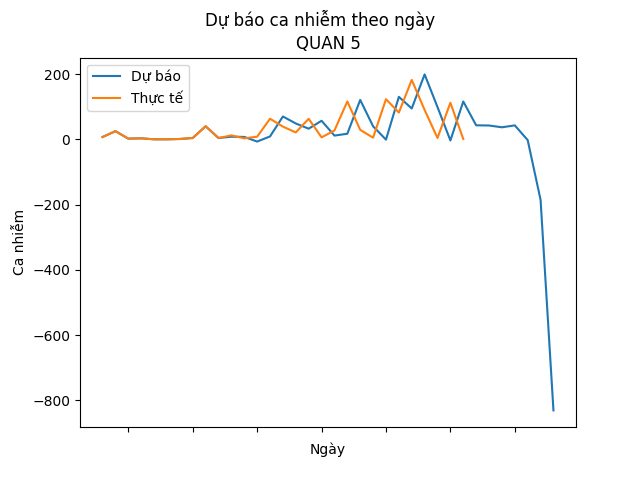 Dự báo ca nhiễm theo ngày
QUAN 5
Dự báo
Thực tế
200
0
−200
−400
−600
−800
Ca nhiễm
Ngày